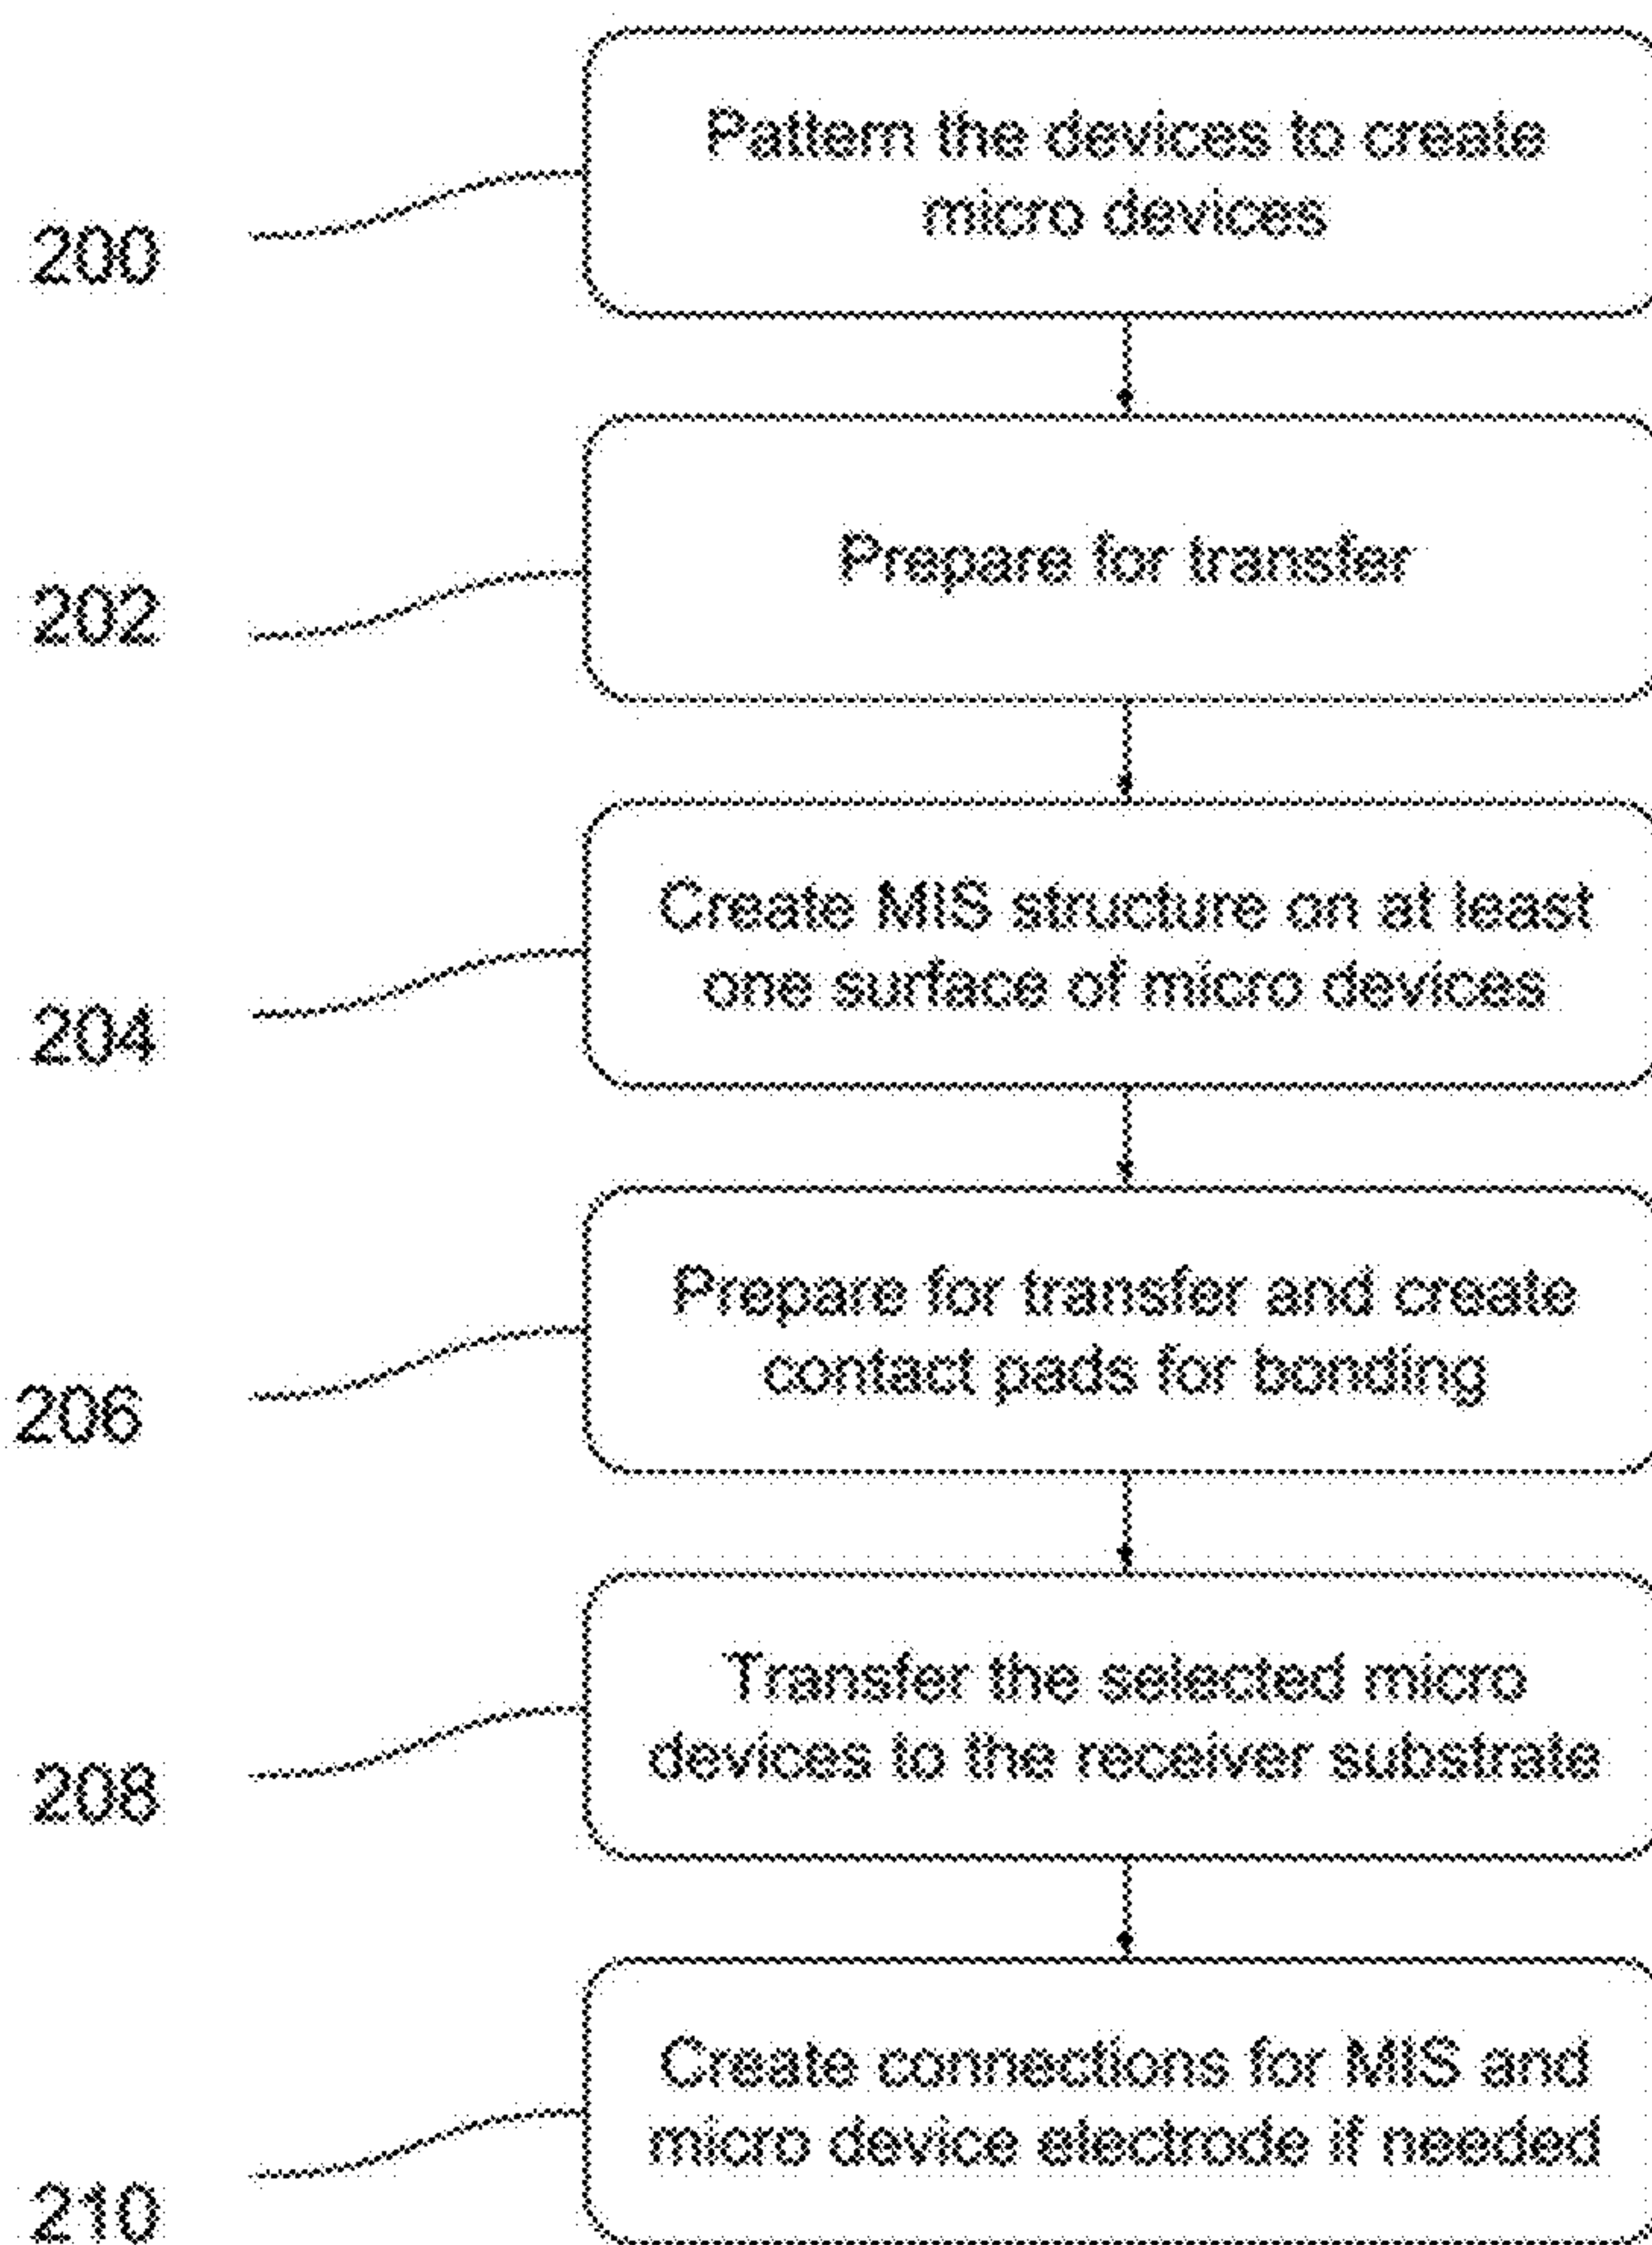 200
Pattern the devices to create
micro devices
202
Prepare for transfer
204
Create MIS structure on at least
one surface of micro devices
206
Prepare for transfer and create
contact pads for bonding
208
Transfer the selected micro
devices to the receiver substrate
210
Create connections for MIS and
micro device electrode if needed